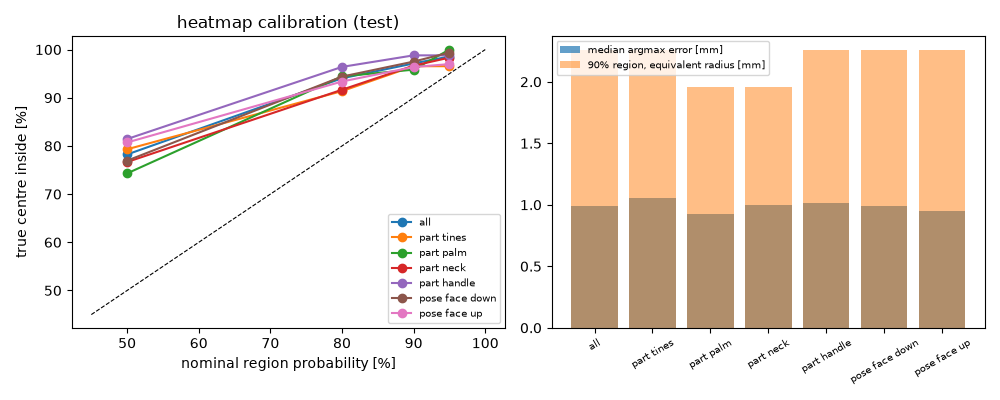 heatmap calibration (test)
true centre inside [%]
100
90
80
70
60
50
50
60
70
80
90
100
nominal region probability [%]
all
part tines
part palm
part neck
part handle
pose face down
pose face up
median argmax error [mm]
90% region, equivalent radius [mm]
2.0
1.5
1.0
0.5
0.0
all
part tines
part palm
part neck
part handle
pose face down
pose face up